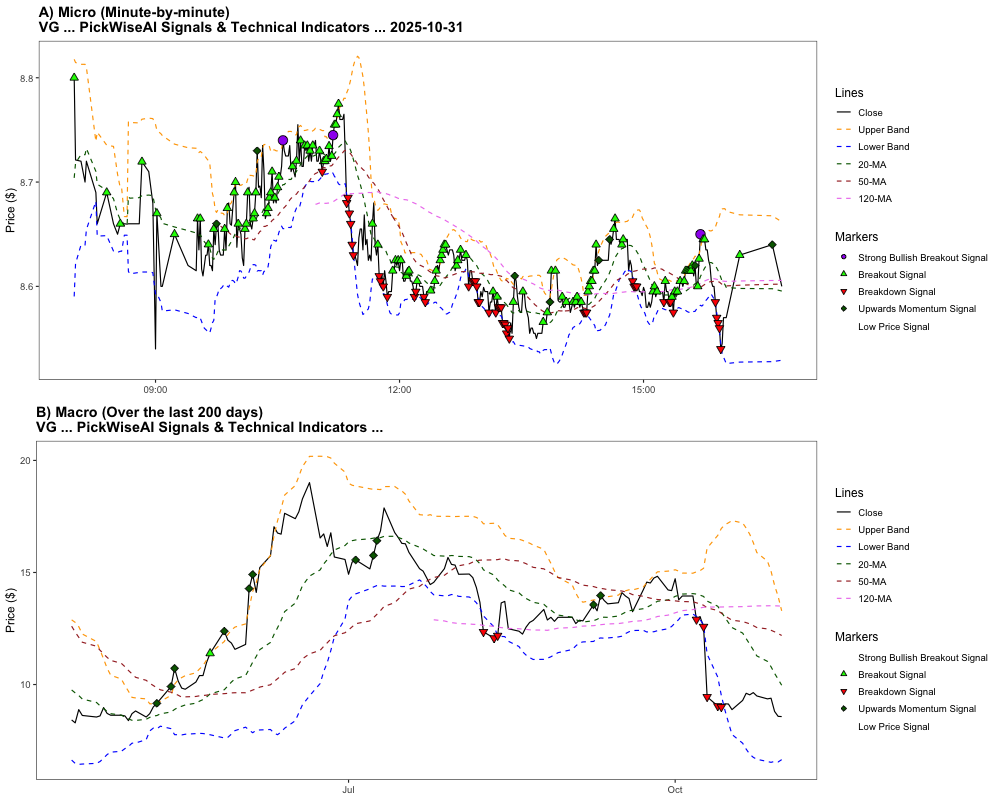 A) Micro (Minute-by-minute)
VG ... PickWiseAI Signals & Technical Indicators ... 2025-10-31
Price ($)
8.8
8.7
8.6
09:00
12:00
15:00
Lines
Close
Upper Band
Lower Band
20-MA
50-MA
120-MA
Markers
Strong Bullish Breakout Signal
Breakout Signal
Breakdown Signal
Upwards Momentum Signal
Low Price Signal
B) Macro (Over the last 200 days)
VG ... PickWiseAI Signals & Technical Indicators ...
Price ($)
20
15
10
Jul
Oct
Lines
Close
Upper Band
Lower Band
20-MA
50-MA
120-MA
Markers
Strong Bullish Breakout Signal
Breakout Signal
Breakdown Signal
Upwards Momentum Signal
Low Price Signal